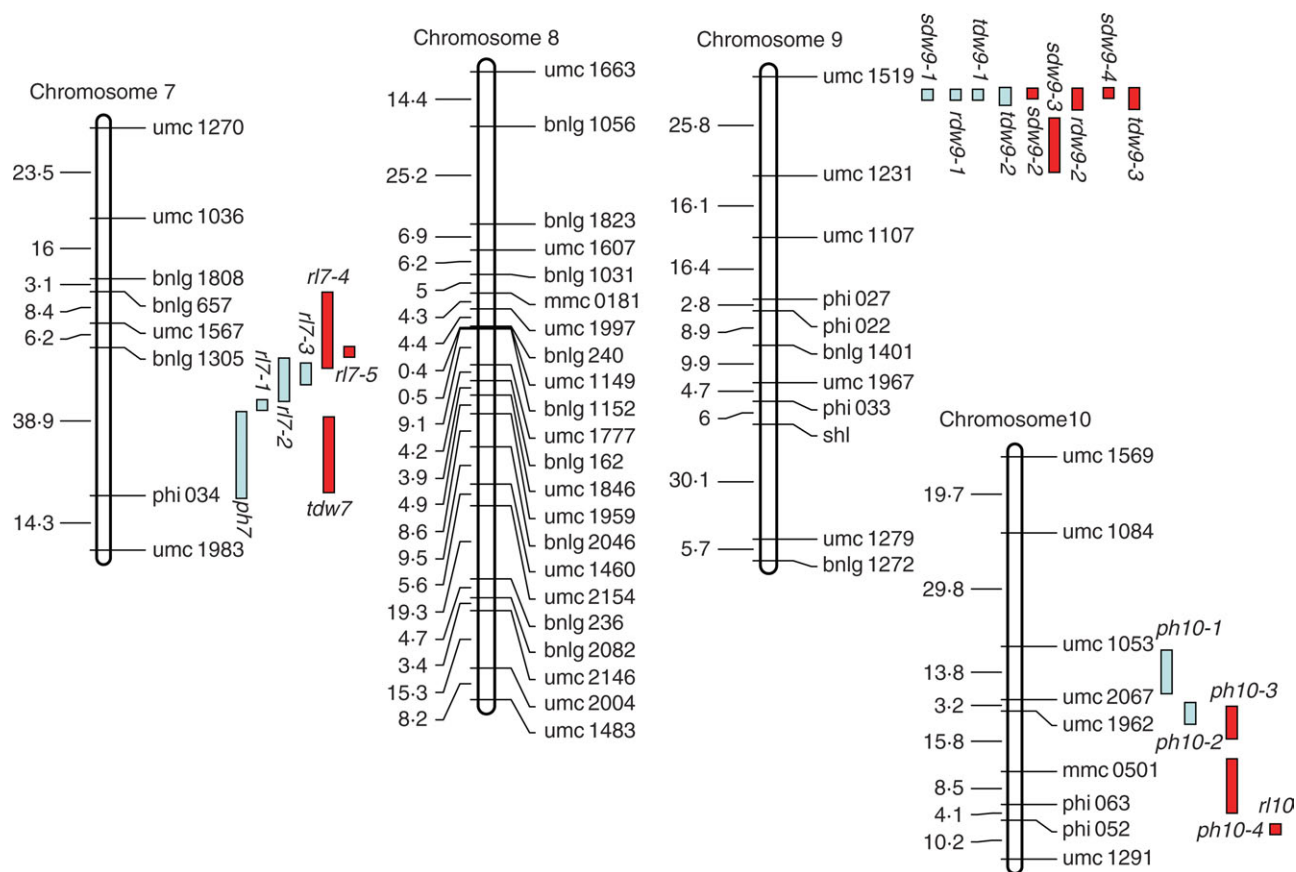 Chromosome 7
umc 1270
23·5
umc 1036
16
bnlg 1808
3·1
bnlg 657
8·4
umc 1567
6·2
bnlg 1305
38·9
phi 034
14·3
umc 1983
ph7
rl7-1
rl7-2
rl7-3
rl7-4
rl7-5
tdw7
Chromosome 8
umc 1663
14·4
bnlg 1056
25·2
bnlg 1823
6·9
umc 1607
6·2
bnlg 1031
5
mmc 0181
4·3
umc 1997
4·4
bnlg 240
0·4
umc 1149
0·5
bnlg 1152
9·1
umc 1777
4·2
bnlg 162
3·9
umc 1846
4·9
umc 1959
8·6
bnlg 2046
9·5
umc 1460
5·6
umc 2154
19·3
bnlg 236
4·7
bnlg 2082
3·4
umc 2146
15·3
umc 2004
8·2
umc 1483
Chromosome 9
umc 1519
25·8
umc 1231
16·1
umc 1107
16·4
phi 027
2·8
phi 022
8·9
bnlg 1401
9·9
umc 1967
4·7
phi 033
6
shl
30·1
umc 1279
5·7
bnlg 1272
sdw9-1
rdw9-1
tdw9-1
tdw9-2
sdw9-2
sdw9-3
rdw9-2
sdw9-4
tdw9-3
Chromosome10
umc 1569
19·7
umc 1084
29·8
umc 1053
13·8
umc 2067
3·2
umc 1962
15·8
mmc 0501
8·5
phi 063
4·1
phi 052
10·2
umc 1291
ph10-1
ph10-2
ph10-3
ph10-4
rl10